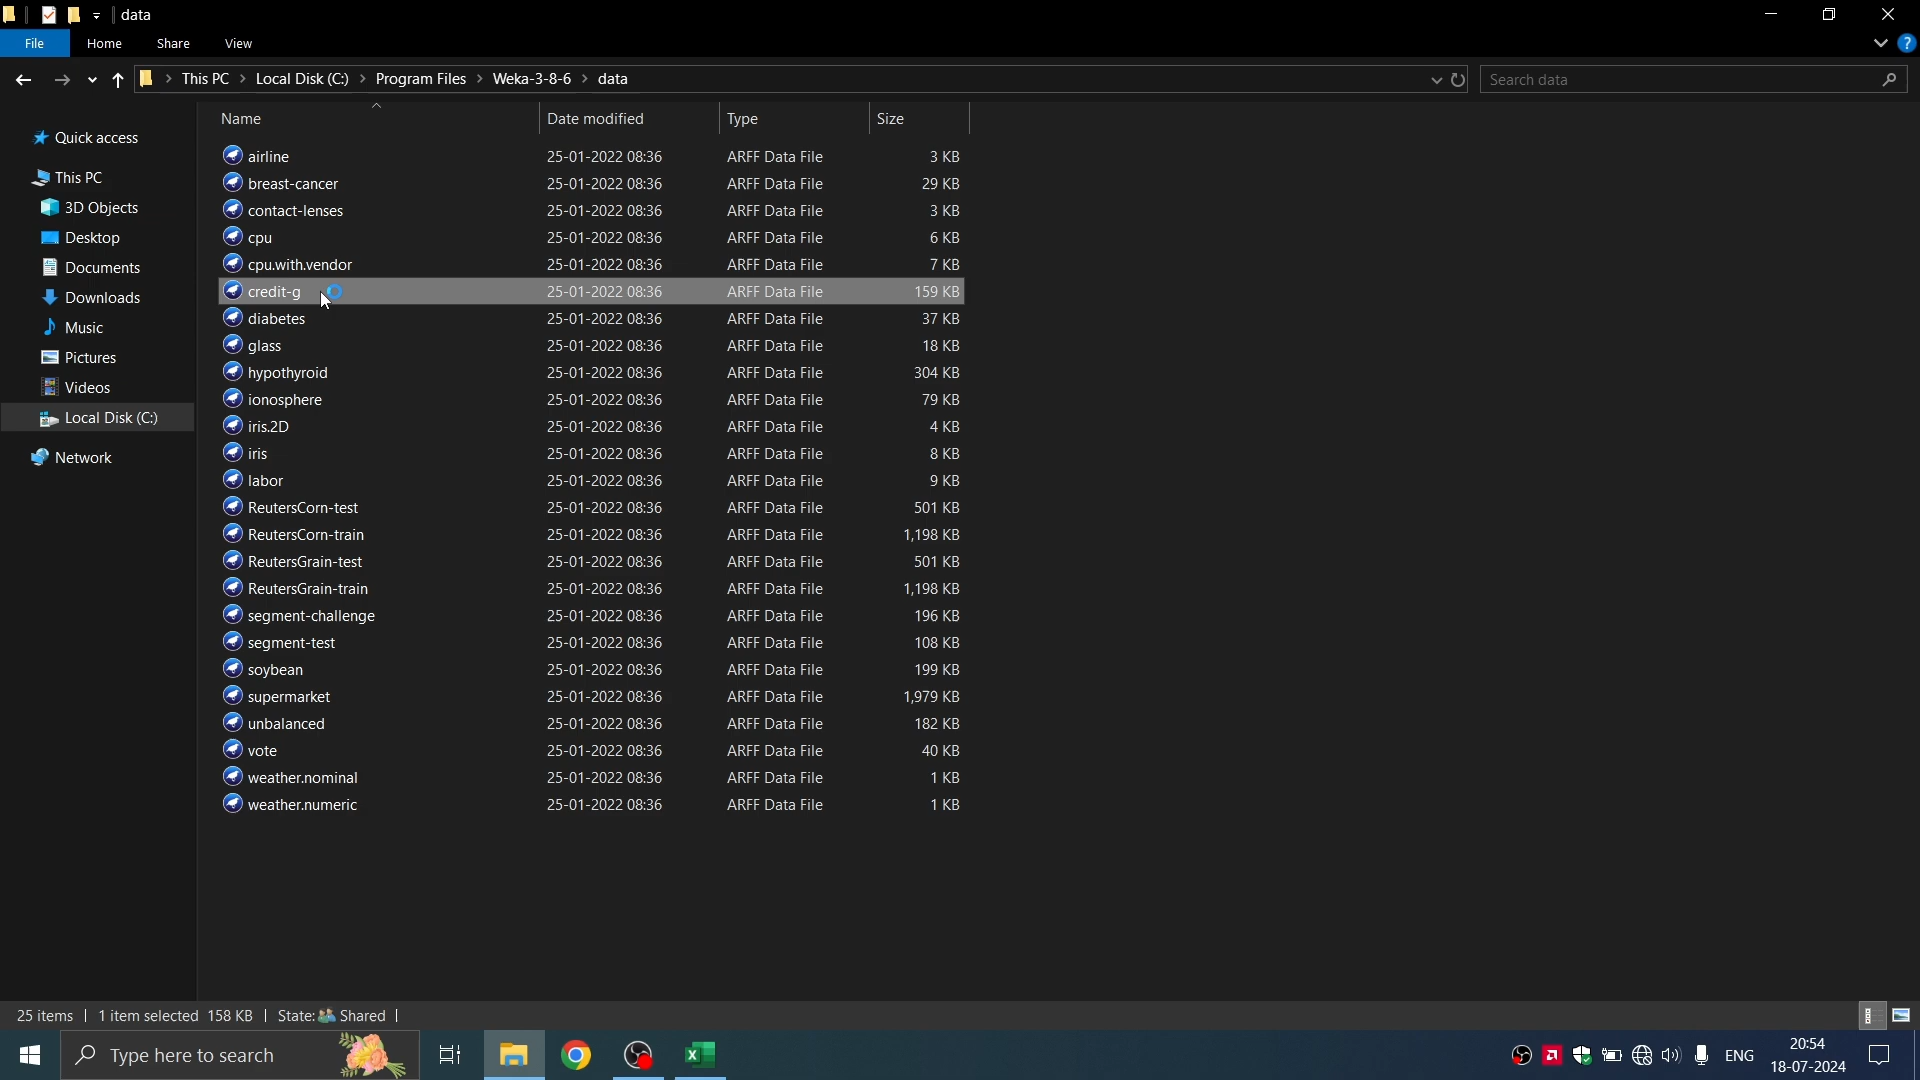 data
File Home Share View
This PC Local Disk (C:) Program Files Weka-3-8-6 data
Search data
Name Date modified Type Size
Quick access
This PC
3D Objects
Desktop
Documents
Downloads
Music
Pictures
Videos
Local Disk (C:)
Network
airline 25-01-2022 08:36 ARFF Data File 3 KB
breast-cancer 25-01-2022 08:36 ARFF Data File 29 KB
contact-lenses 25-01-2022 08:36 ARFF Data File 3 KB
cpu 25-01-2022 08:36 ARFF Data File 6 KB
cpu.with.vendor 25-01-2022 08:36 ARFF Data File 7 KB
credit-g 25-01-2022 08:36 ARFF Data File 159 KB
diabetes 25-01-2022 08:36 ARFF Data File 37 KB
glass 25-01-2022 08:36 ARFF Data File 18 KB
hypothyroid 25-01-2022 08:36 ARFF Data File 304 KB
ionosphere 25-01-2022 08:36 ARFF Data File 79 KB
iris.2D 25-01-2022 08:36 ARFF Data File 4 KB
iris 25-01-2022 08:36 ARFF Data File 8 KB
labor 25-01-2022 08:36 ARFF Data File 9 KB
ReutersCorn-test 25-01-2022 08:36 ARFF Data File 501 KB
ReutersCorn-train 25-01-2022 08:36 ARFF Data File 1,198 KB
ReutersGrain-test 25-01-2022 08:36 ARFF Data File 501 KB
ReutersGrain-train 25-01-2022 08:36 ARFF Data File 1,198 KB
segment-challenge 25-01-2022 08:36 ARFF Data File 196 KB
segment-test 25-01-2022 08:36 ARFF Data File 108 KB
soybean 25-01-2022 08:36 ARFF Data File 199 KB
supermarket 25-01-2022 08:36 ARFF Data File 1,979 KB
unbalanced 25-01-2022 08:36 ARFF Data File 182 KB
vote 25-01-2022 08:36 ARFF Data File 40 KB
weather.nominal 25-01-2022 08:36 ARFF Data File 1 KB
weather.numeric 25-01-2022 08:36 ARFF Data File 1 KB
25 items 1 item selected 158 KB State: Shared
Type here to search
ENG
20:54
18-07-2024